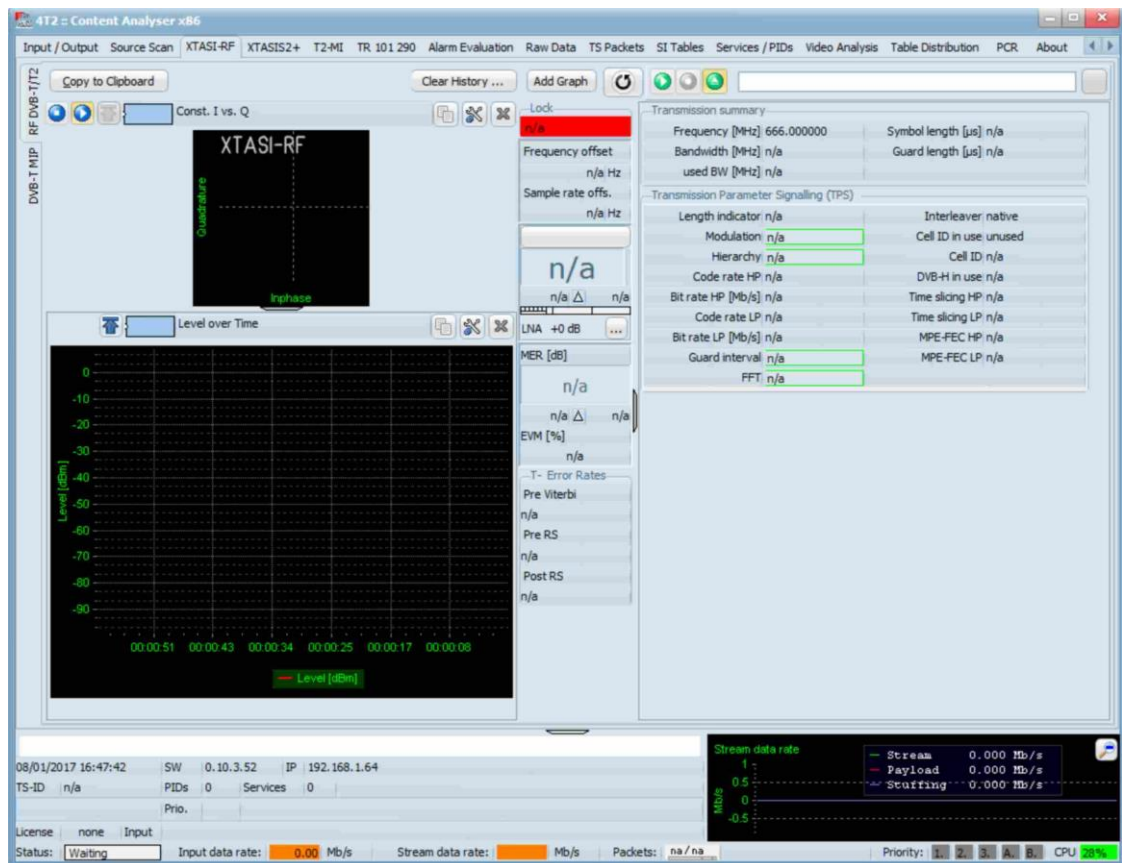 4T2 :: Content Analyser x86
Input / Output Source Scan XTASI-RF XTASIS2+ T2-MI TR 101 290 Alarm Evaluation Raw Data TS Packets SI Tables Services / PIDs Video Analysis Table Distribution PCR About
RF DVB-T/T2
DVB-T MIP
Copy to Clipboard
Clear History ...
Add Graph
Const. I vs. Q
XTASI-RF
Quadrature
Inphase
Level over Time
Level [dBm]
0
-10
-20
-30
-40
-50
-60
-70
-80
-90
00:00:51 00:00:43 00:00:34 00:00:25 00:00:17 00:00:08
Level [dBm]
Lock
n/a
Frequency offset
n/a Hz
Sample rate offs.
n/a Hz
n/a
n/a Δ n/a
LNA +0 dB ...
MER [dB]
n/a
n/a Δ n/a
EVM [%]
n/a
T- Error Rates
Pre Viterbi
n/a
Pre RS
n/a
Post RS
n/a
Transmission summary
Frequency [MHz] 666.000000 Symbol length [µs] n/a
Bandwidth [MHz] n/a Guard length [µs] n/a
used BW [MHz] n/a
Transmission Parameter Signalling (TPS)
Length indicator n/a Interleaver native
Modulation n/a Cell ID in use unused
Hierarchy n/a Cell ID n/a
Code rate HP n/a DVB-H in use n/a
Bit rate HP [Mb/s] n/a Time slicing HP n/a
Code rate LP n/a Time slicing LP n/a
Bit rate LP [Mb/s] n/a MPE-FEC HP n/a
Guard interval n/a MPE-FEC LP n/a
FFT n/a
08/01/2017 16:47:42 SW 0.10.3.52 IP 192.168.1.64
TS-ID n/a PIDs 0 Services 0
Prio.
License none Input
Stream data rate
Mb/s
1
0.5
0
-0.5
Stream 0.000 Mb/s
Payload 0.000 Mb/s
Stuffing 0.000 Mb/s
Status: Waiting Input data rate: 0.00 Mb/s Stream data rate: Mb/s Packets: na/na Priority: 1. 2. 3. A. B. CPU 28%